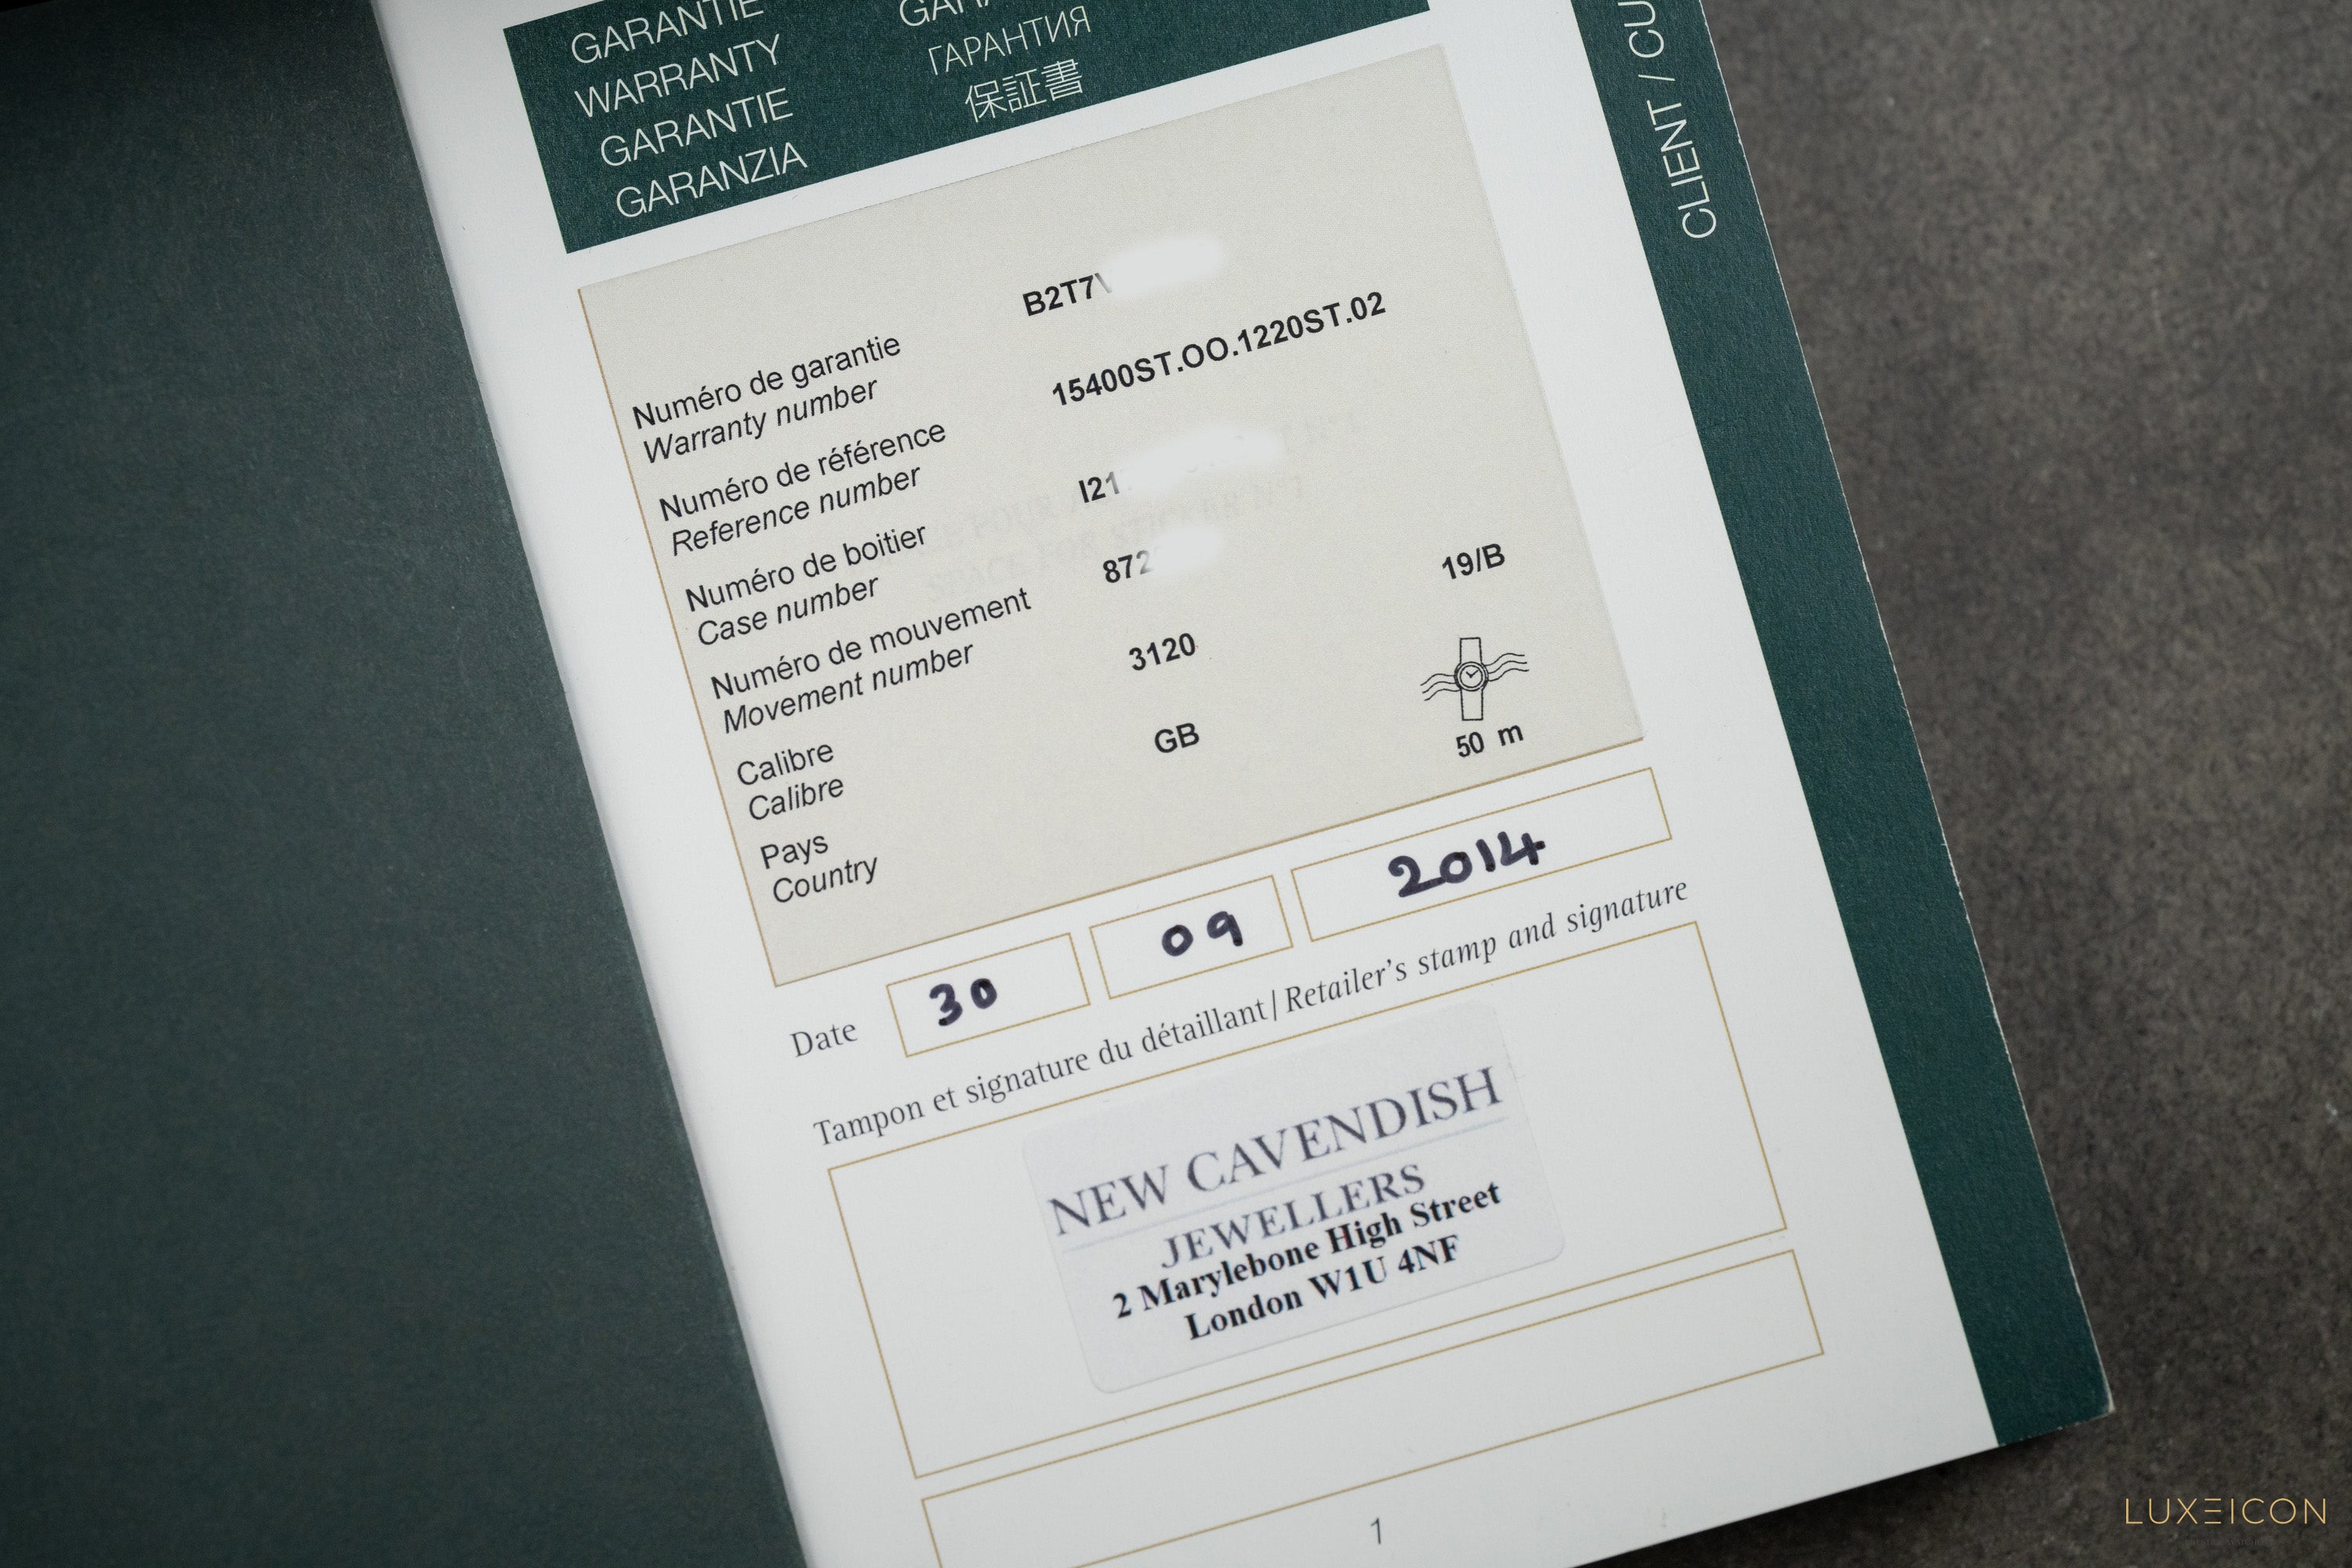 GARANTIE
WARRANTY
GARANTIE
GARANZIA
ГАРАНТИЯ
保証書
CLIENT /
Numéro de garantie
Warranty number
B2T7
Numéro de référence
Reference number
15400ST.OO.1220ST.02
Numéro de boitier
Case number
I21
Numéro de mouvement
Movement number
872
19/B
Calibre
Calibre
3120
Pays
Country
GB
50 m
Date 30 09 2014
Tampon et signature du détaillant | Retailer's stamp and signature
NEW CAVENDISH
JEWELLERS
2 Marylebone High Street
London W1U 4NF
1
LUXEICON